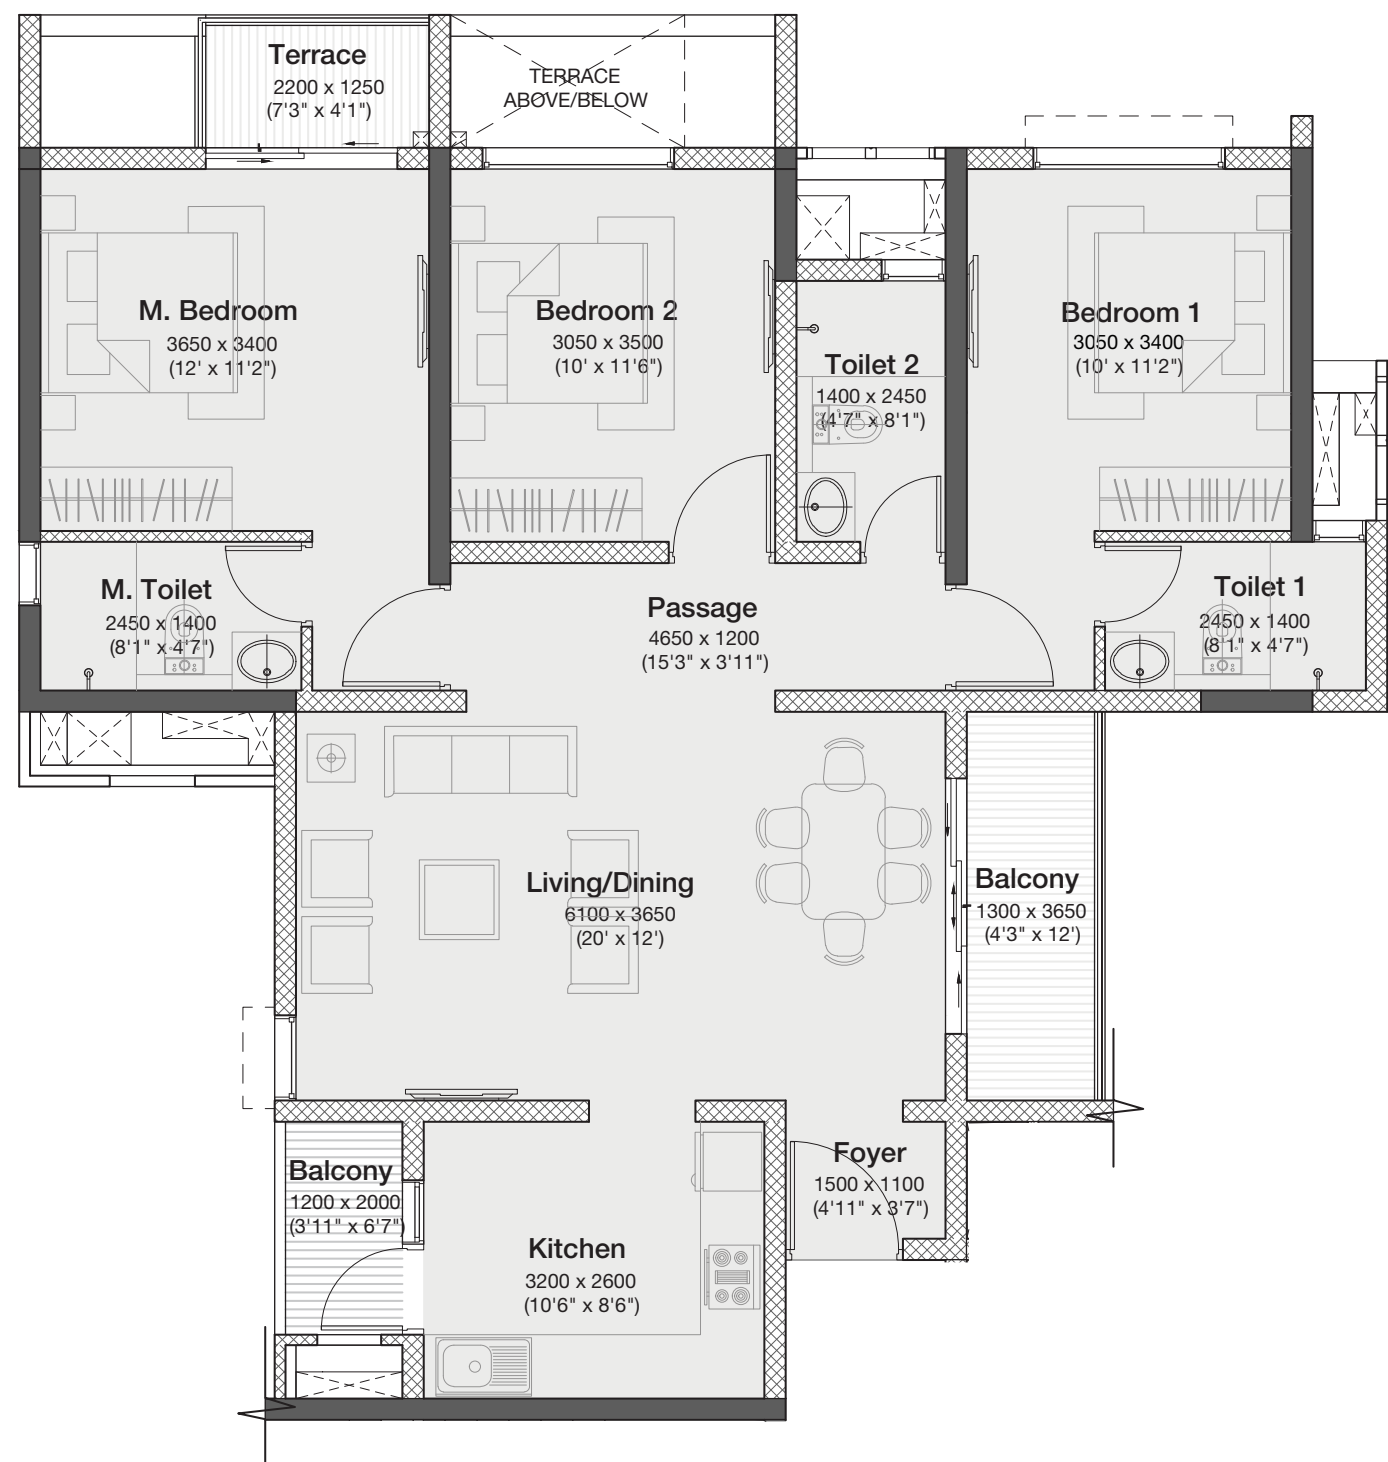 Terrace
2200 x 1250
(7'3" x 4'1")
TERRACE
ABOVE/BELOW
M. Bedroom
3650 x 3400
(12' x 11'2")
Bedroom 2
3050 x 3500
(10' x 11'6")
Toilet 2
1400 x 2450
(4'7" x 8'1")
Bedroom 1
3050 x 3400
(10' x 11'2")
M. Toilet
2450 x 1400
(8'1" x 4'7")
Passage
4650 x 1200
(15'3" x 3'11")
Toilet 1
2450 x 1400
(8'1" x 4'7")
Living/Dining
6100 x 3650
(20' x 12')
Balcony
1300 x 3650
(4'3" x 12')
Balcony
1200 x 2000
(3'11" x 6'7")
Kitchen
3200 x 2600
(10'6" x 8'6")
Foyer
1500 x 1100
(4'11" x 3'7")